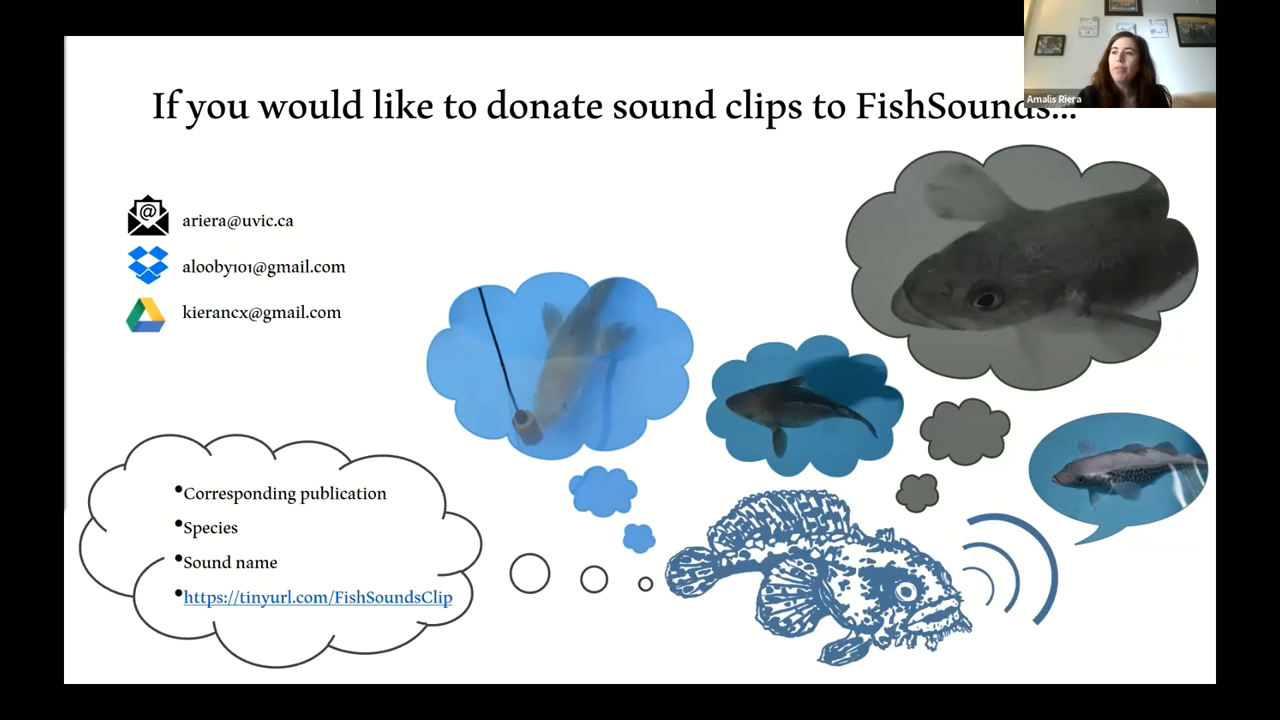 If you would like to donate sound clips to FishSounds...
Amalis Riera
@
ariera@uvic.ca
alooby101@gmail.com
kierancx@gmail.com
•Corresponding publication
•Species
•Sound name
•https://tinyurl.com/FishSoundsClip